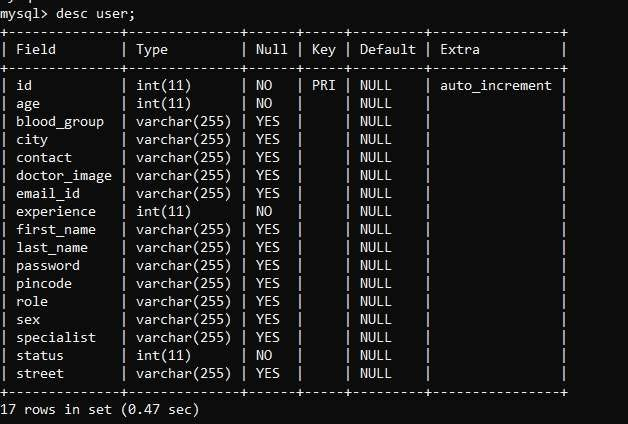 mysql> desc user;
+--------------+--------------+------+-----+---------+----------------+
| Field        | Type         | Null | Key | Default | Extra          |
+--------------+--------------+------+-----+---------+----------------+
| id           | int(11)      | NO   | PRI | NULL    | auto_increment |
| age          | int(11)      | NO   |     | NULL    |                |
| blood_group  | varchar(255) | YES  |     | NULL    |                |
| city         | varchar(255) | YES  |     | NULL    |                |
| contact      | varchar(255) | YES  |     | NULL    |                |
| doctor_image | varchar(255) | YES  |     | NULL    |                |
| email_id     | varchar(255) | YES  |     | NULL    |                |
| experience   | int(11)      | NO   |     | NULL    |                |
| first_name   | varchar(255) | YES  |     | NULL    |                |
| last_name    | varchar(255) | YES  |     | NULL    |                |
| password     | varchar(255) | YES  |     | NULL    |                |
| pincode      | varchar(255) | YES  |     | NULL    |                |
| role         | varchar(255) | YES  |     | NULL    |                |
| sex          | varchar(255) | YES  |     | NULL    |                |
| specialist   | varchar(255) | YES  |     | NULL    |                |
| status       | int(11)      | NO   |     | NULL    |                |
| street       | varchar(255) | YES  |     | NULL    |                |
+--------------+--------------+------+-----+---------+----------------+
17 rows in set (0.47 sec)